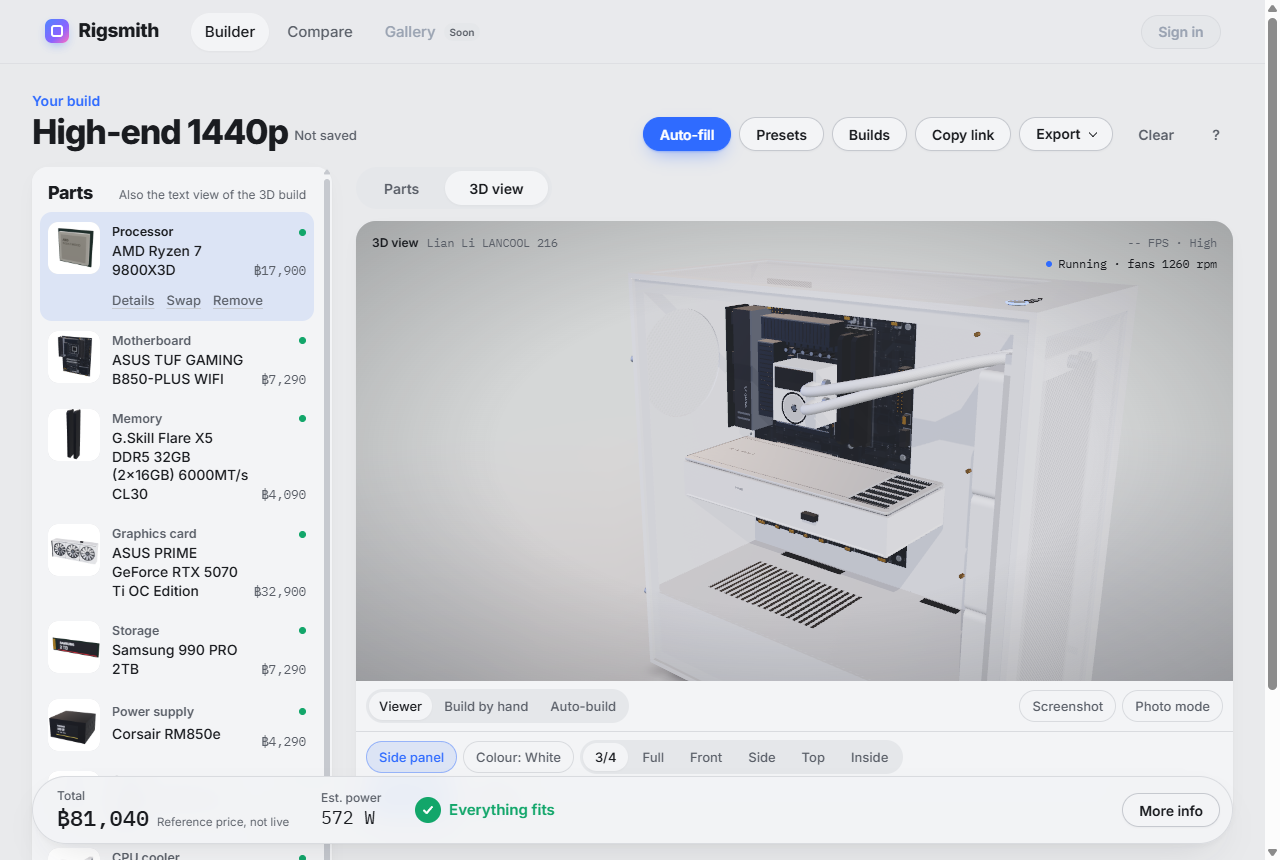 Rigsmith
Builder
Compare
Gallery Soon
Sign in
Your build
High-end 1440p Not saved
Auto-fill
Presets
Builds
Copy link
Export
Clear
?
Parts Also the text view of the 3D build
Processor
AMD Ryzen 7
9800X3D ฿17,900
Details Swap Remove
Motherboard
ASUS TUF GAMING
B850-PLUS WIFI ฿7,290
Memory
G.Skill Flare X5
DDR5 32GB
(2×16GB) 6000MT/s
CL30 ฿4,090
Graphics card
ASUS PRIME
GeForce RTX 5070
Ti OC Edition ฿32,900
Storage
Samsung 990 PRO
2TB ฿7,290
Power supply
Corsair RM850e
฿4,290
CPU cooler
Parts
3D view
3D view Lian Li LANCOOL 216
-- FPS · High
Running · fans 1260 rpm
Viewer
Build by hand
Auto-build
Screenshot
Photo mode
Side panel
Colour: White
3/4
Full
Front
Side
Top
Inside
Total
฿81,040 Reference price, not live
Est. power
572 W
Everything fits
More info